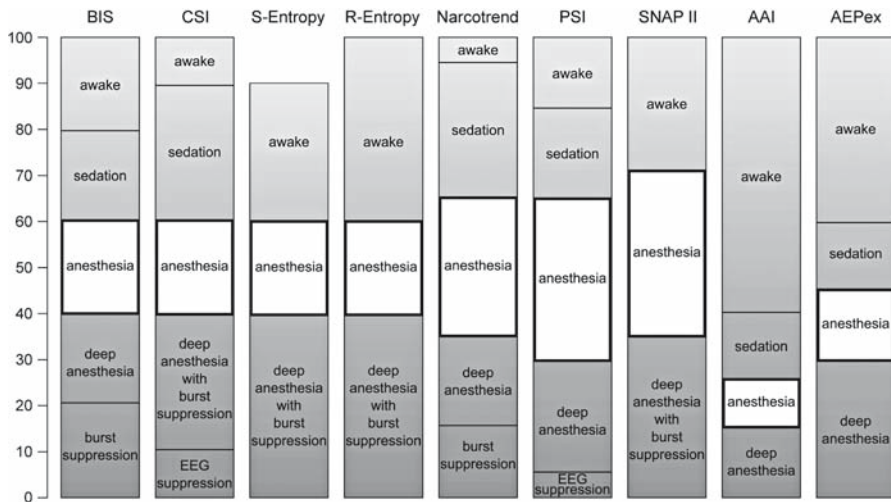 BIS CSI S-Entropy R-Entropy Narcotrend PSI SNAP II AAI AEPex
100
90
80
70
60
50
40
30
20
10
0
awake
sedation
anesthesia
deep
anesthesia
burst
suppression
awake
sedation
anesthesia
deep
anesthesia
with
burst
suppression
EEG
suppression
awake
anesthesia
deep
anesthesia
with
burst
suppression
awake
anesthesia
deep
anesthesia
with
burst
suppression
awake
sedation
anesthesia
deep
anesthesia
burst
suppression
awake
sedation
anesthesia
deep
anesthesia
EEG
suppression
awake
anesthesia
deep
anesthesia
with
burst
suppression
awake
sedation
anesthesia
deep
anesthesia
awake
sedation
anesthesia
deep
anesthesia